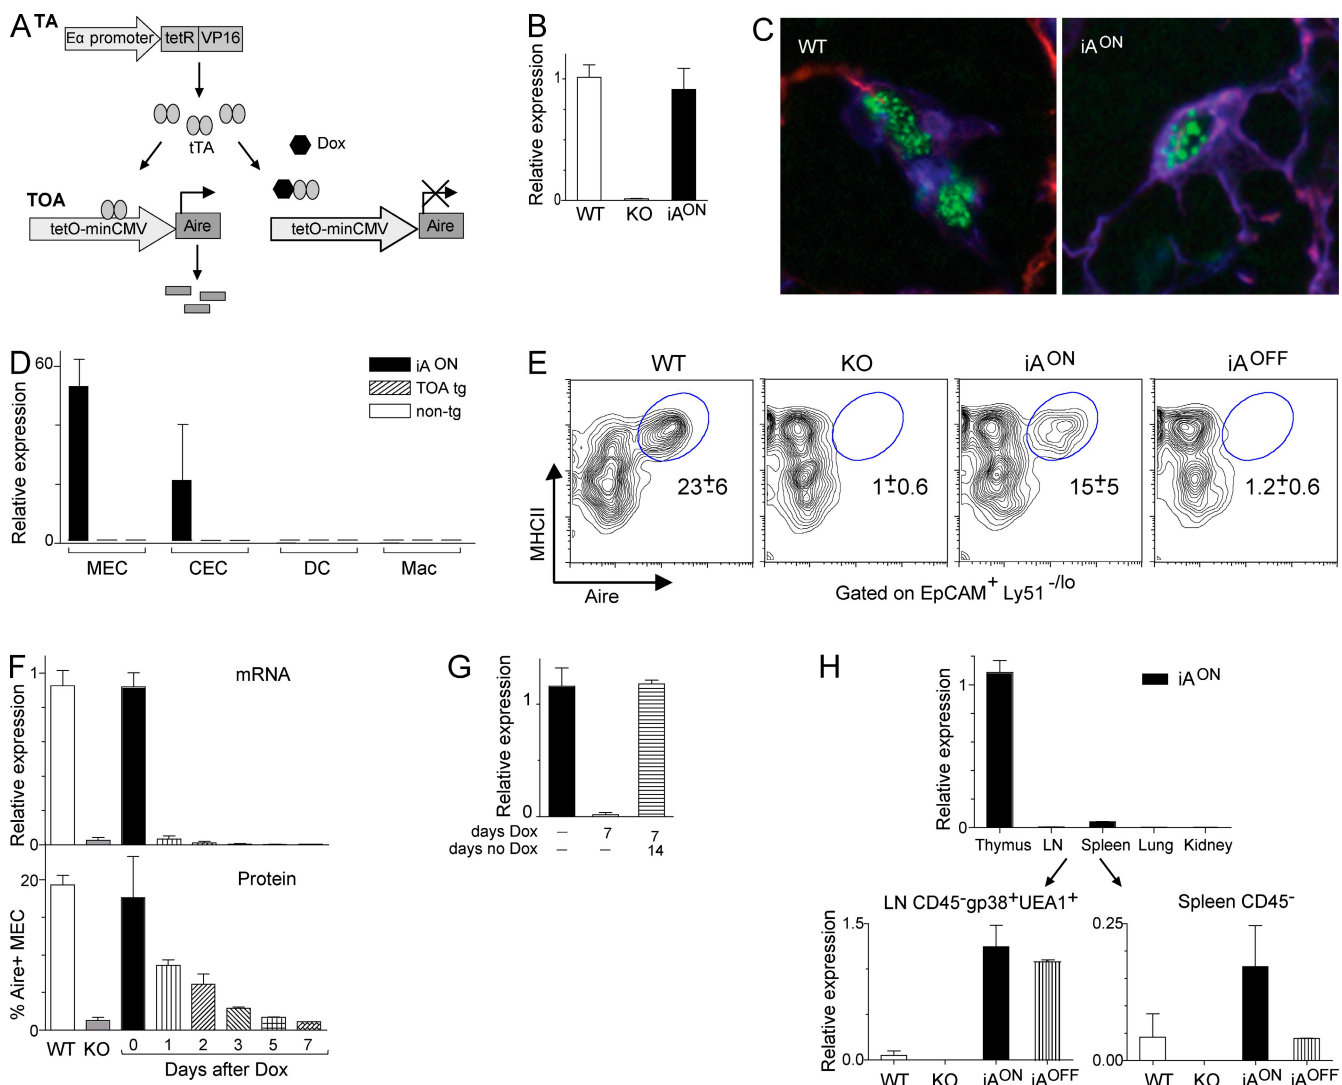 A
TA
Eα promoter
tetR
VP16
tTA
Dox
TOA
tetO-minCMV
Aire
tetO-minCMV
Aire
B
Relative expression
1
0
WT
KO
iA^ON
C
WT
iA^ON
D
Relative expression
60
0
iA ON
TOA tg
non-tg
MEC
CEC
DC
Mac
E
WT
KO
iA^ON
iA^OFF
23±6
1±0.6
15±5
1.2±0.6
MHCII
Aire
Gated on EpCAM^+ Ly51^-/lo
F
mRNA
Relative expression
1
0
Protein
% Aire+ MEC
20
0
WT KO 0 1 2 3 5 7
Days after Dox
G
Relative expression
1
0
days Dox – 7 7
days no Dox – – 14
H
Relative expression
1
0
iA^ON
Thymus LN Spleen Lung Kidney
LN CD45^-gp38^+UEA1^+
Relative expression
1.5
0.0
WT KO iA^ON iA^OFF
Spleen CD45^-
0.25
0.00
WT KO iA^ON iA^OFF